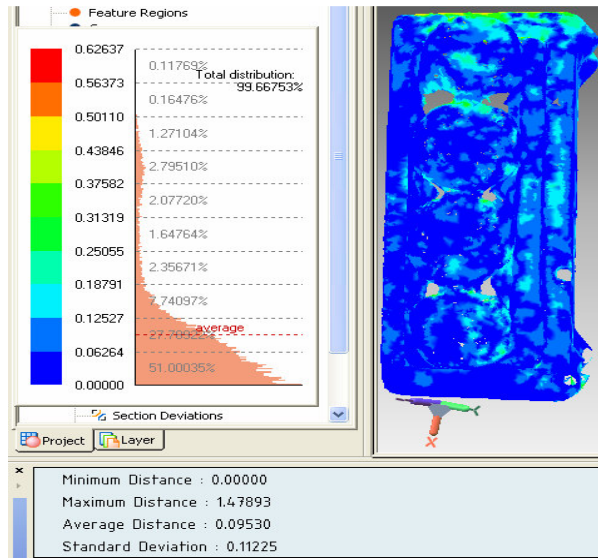 Feature Regions
0.62637
0.11769%
Total distribution:
99.66753%
0.56373
0.16476%
0.50110
1.27104%
0.43846
2.79510%
0.37582
2.07720%
0.31319
1.64764%
0.25055
2.35671%
0.18791
7.74097%
0.12527
average
0.06264
51.00035%
0.00000
Section Deviations
Project Layer
Minimum Distance : 0.00000
Maximum Distance : 1.47893
Average Distance : 0.09530
Standard Deviation : 0.11225